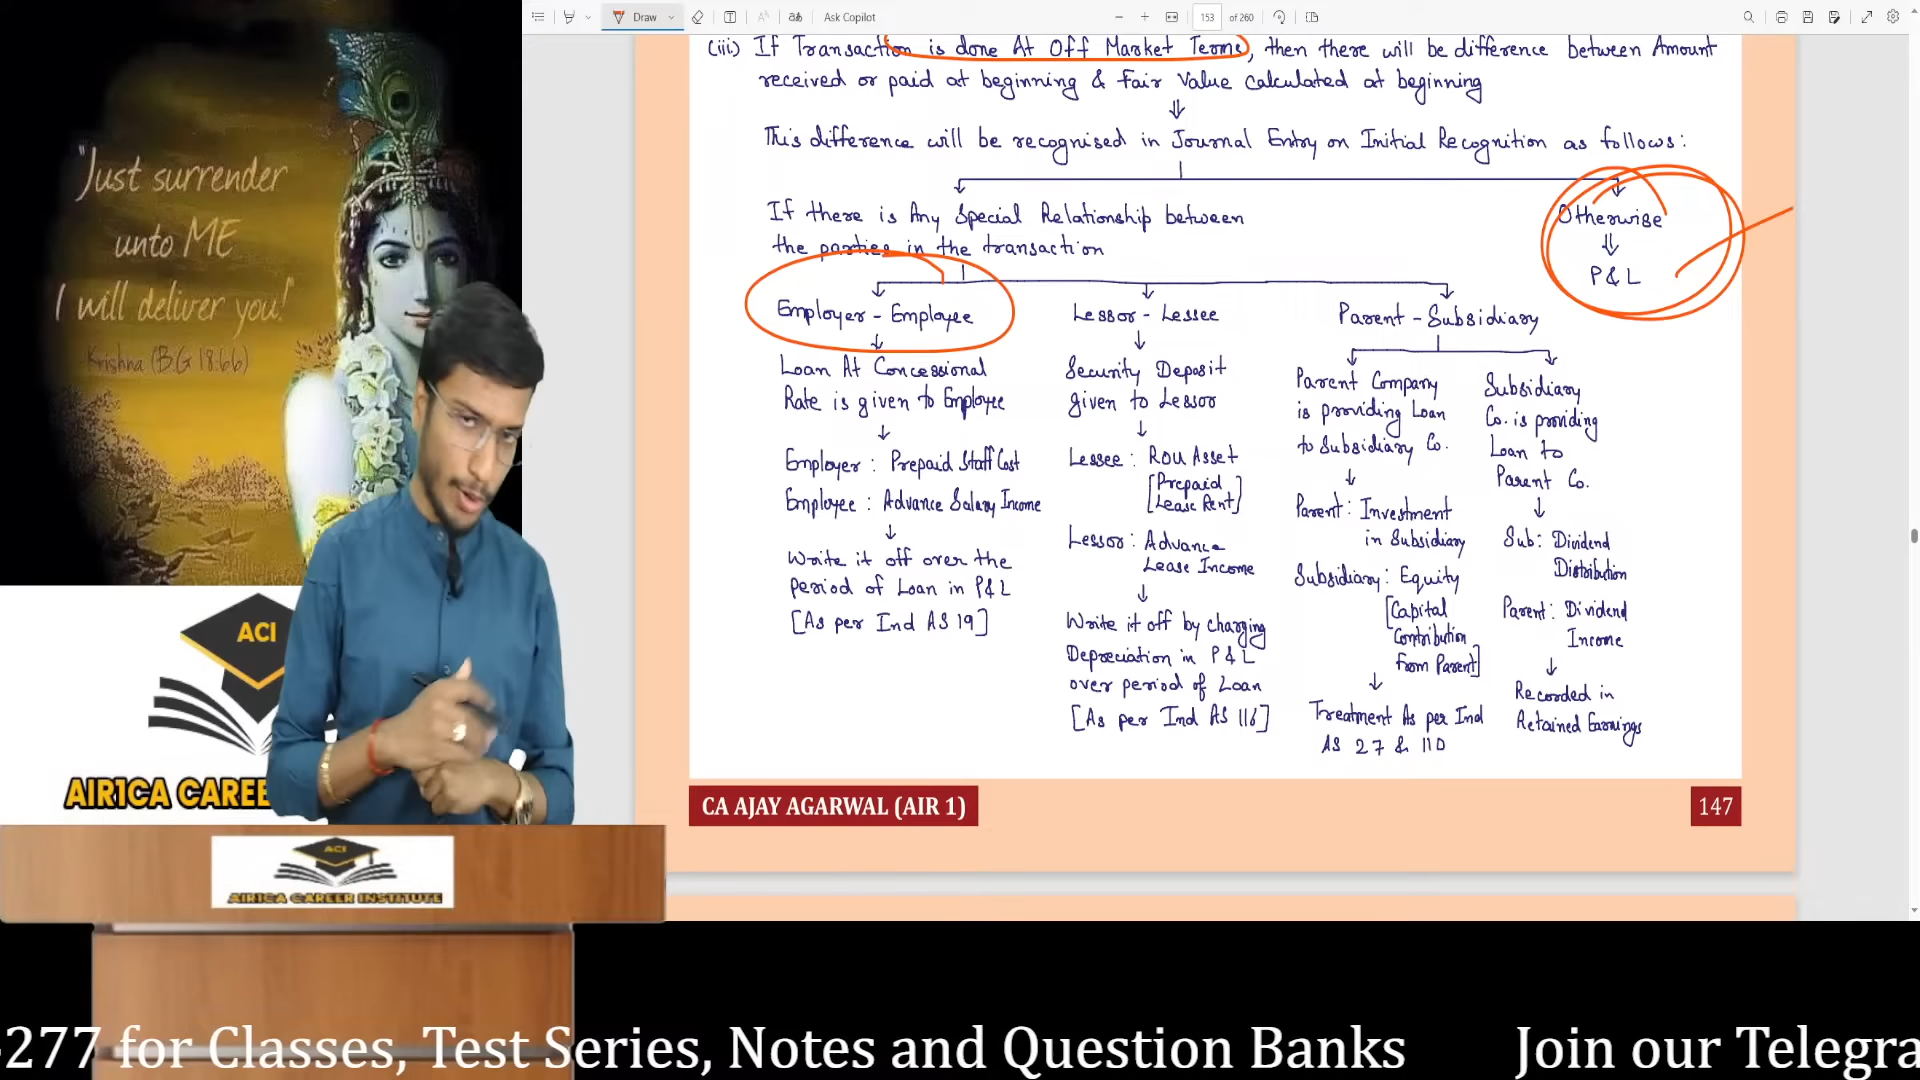 Draw
Ask Copilot
153 of 260
(iii) If Transaction is done At Off Market Terms, then there will be difference between Amount
received or paid at beginning & Fair Value calculated at beginning
This difference will be recognised in Journal Entry on Initial Recognition as follows:
If there is Any Special Relationship between
the parties in the transaction
Otherwise
P&L
Employer - Employee
Loan At Concessional
Rate is given to Employee
Employer : Prepaid Staff Cost
Employee : Advance Salary Income
Write it off over the
period of Loan in P&L
[As per Ind AS 19]
Lessor - Lessee
Security Deposit
given to Lessor
Lessee : ROU Asset
[Prepaid
Lease Rent]
Lessor : Advance
Lease Income
Write it off by charging
Depreciation in P&L
over period of Loan
[As per Ind AS 116]
Parent - Subsidiary
Parent Company
is providing Loan
to Subsidiary Co.
Parent : Investment
in Subsidiary
Subsidiary : Equity
[Capital
Contribution
from Parent]
Treatment As per Ind
AS 27 & 110
Subsidiary
Co. is providing
Loan to
Parent Co.
Sub : Dividend
Distribution
Parent : Dividend
Income
Recorded in
Retained Earnings
CA AJAY AGARWAL (AIR 1)
147
"Just surrender
unto ME
I will deliver you!"
- Krishna (B.G 18:66)
ACI
AIR1CA CAREE
ACI
AIR1CA CAREER INSTITUTE
-277 for Classes, Test Series, Notes and Question Banks
Join our Telegra